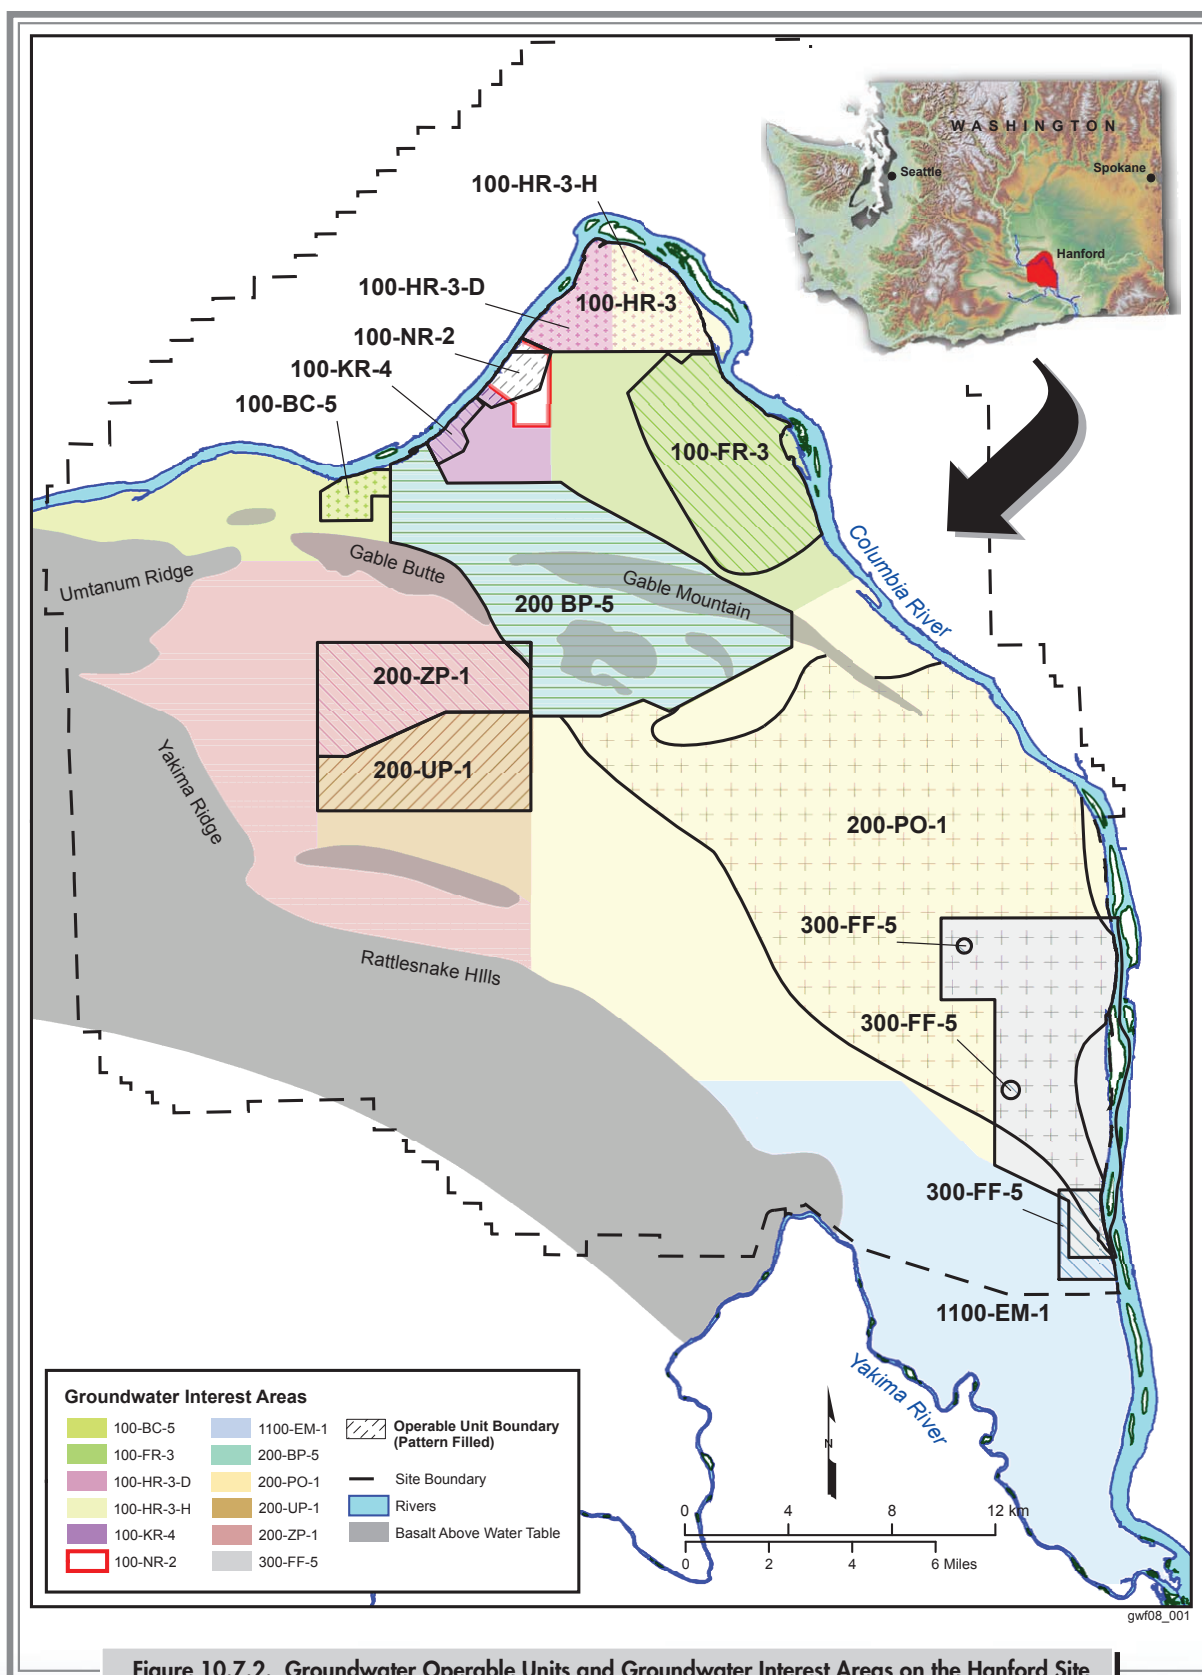 WASHINGTON
Seattle
Spokane
Hanford
100-HR-3-H
100-HR-3-D
100-HR-3
100-NR-2
100-KR-4
100-BC-5
100-FR-3
Columbia River
Umtanum Ridge
Gable Butte
Gable Mountain
200 BP-5
200-ZP-1
200-UP-1
Yakima Ridge
200-PO-1
300-FF-5
Rattlesnake HIlls
300-FF-5
300-FF-5
1100-EM-1
Yakima River
Groundwater Interest Areas
100-BC-5
100-FR-3
100-HR-3-D
100-HR-3-H
100-KR-4
100-NR-2
1100-EM-1
200-BP-5
200-PO-1
200-UP-1
200-ZP-1
300-FF-5
Operable Unit Boundary
(Pattern Filled)
Site Boundary
Rivers
Basalt Above Water Table
N
0 4 8 12 km
0 2 4 6 Miles
gwf08_001
Figure 10.7.2. Groundwater Operable Units and Groundwater Interest Areas on the Hanford Site